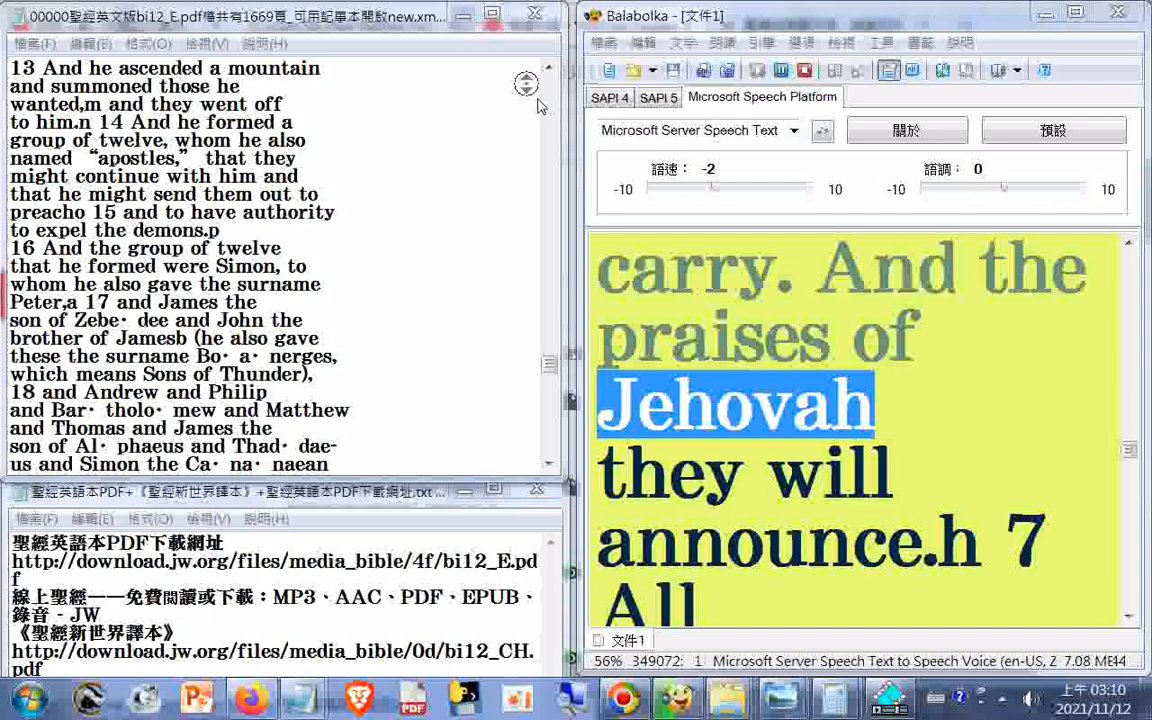 00000聖經英文版bi12_E.pdf檔共有1669頁_可用記事本開啟new.xm...
檔案(F) 編輯(E) 格式(O) 檢視(V) 說明(H)
13 And he ascended a mountain
and summoned those he
wanted,m and they went off
to him.n 14 And he formed a
group of twelve, whom he also
named “apostles,” that they
might continue with him and
that he might send them out to
preacho 15 and to have authority
to expel the demons.p
16 And the group of twelve
that he formed were Simon, to
whom he also gave the surname
Peter,a 17 and James the
son of Zebe· dee and John the
brother of Jamesb (he also gave
these the surname Bo· a· nerges,
which means Sons of Thunder),
18 and Andrew and Philip
and Bar· tholo· mew and Matthew
and Thomas and James the
son of Al· phaeus and Thad· dae-
us and Simon the Ca· na· naean
聖經英語本PDF+《聖經新世界譯本》+聖經英語本PDF下載網址.txt ...
檔案(F) 編輯(E) 格式(O) 檢視(V) 說明(H)
聖經英語本PDF下載網址
http://download.jw.org/files/media_bible/4f/bi12_E.pd
f
線上聖經——免費閱讀或下載：MP3、AAC、PDF、EPUB、
錄音 - JW
《聖經新世界譯本》
http://download.jw.org/files/media_bible/0d/bi12_CH.
pdf
Balabolka - [文件1]
檔案 編輯 文字 朗讀 引擎 選項 檢視 工具 書籤 說明
SAPI 4 SAPI 5 Microsoft Speech Platform
Microsoft Server Speech Text 關於 預設
語速： -2 語調： 0
-10 10 -10 10
carry. And the
praises of
Jehovah
they will
announce.h 7
All
文件1
56% 349072: 1 Microsoft Server Speech Text to Speech Voice (en-US, Z 7.08 ME44
上午 03:10
2021/11/12